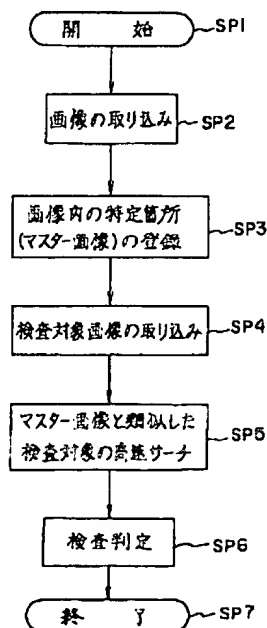 開 始 SP1
画像の取り込み SP2
画像内の特定箇所
(マスター画像)の登録 SP3
検査対象画像の取り込み SP4
マスター画像と類似した
検査対象の高速サーチ SP5
検査判定 SP6
終 了 SP7